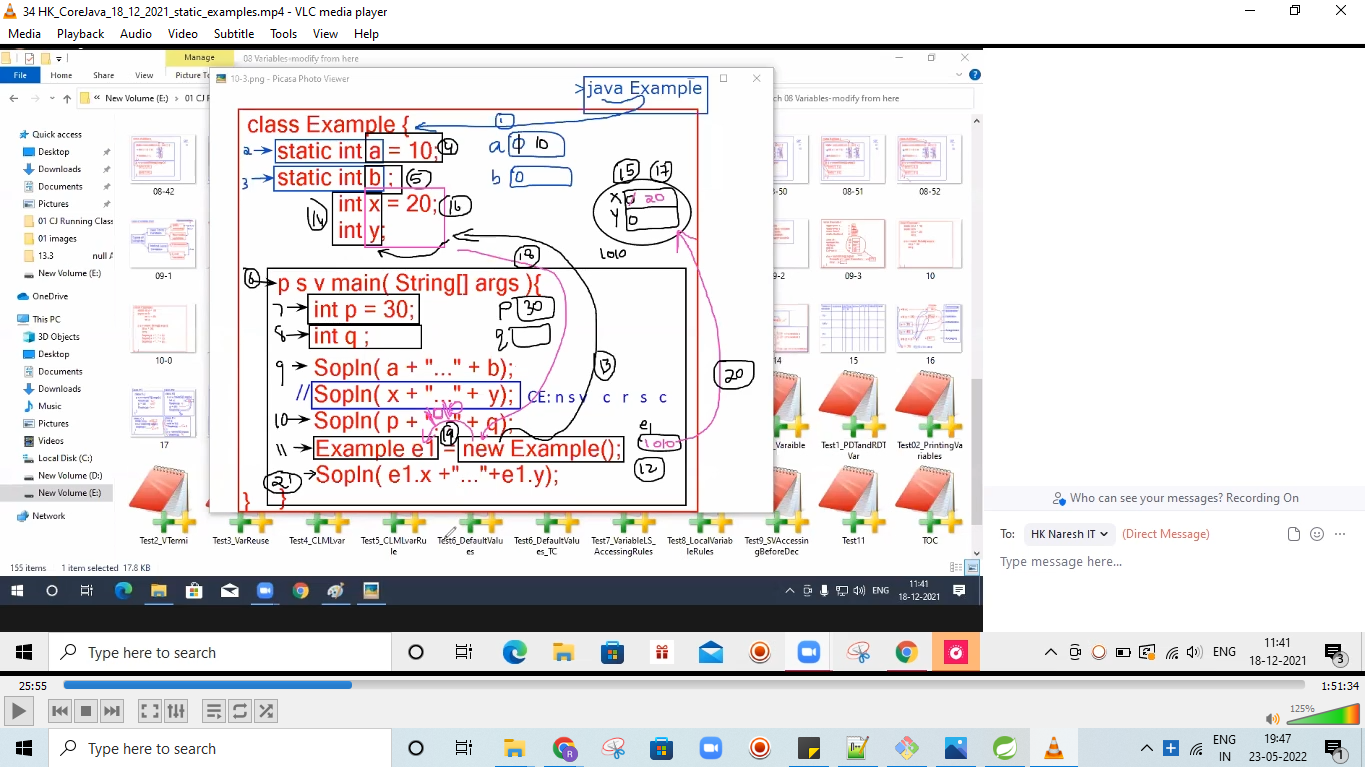 34 HK_CoreJava_18_12_2021_static_examples.mp4 - VLC media player
Media Playback Audio Video Subtitle Tools View Help
Manage
03 Variables-modify from here
File Home Share View Picture To
10-3.png - Picasa Photo Viewer
New Volume (E:) 01 CJ F
ch 08 Variables-modify from here
Quick access
Desktop
Downloads
Documents
Pictures
01 CJ Running Class
01 images
13.3 null A
New Volume (E:)
OneDrive
This PC
3D Objects
Desktop
Documents
Downloads
Music
Pictures
Videos
Local Disk (C:)
New Volume (D:)
New Volume (E:)
Network
08-42
09-1
10-0
17
>java Example
class Example { 1
2 static int a = 10; 4 a 0 10
3 static int b ; 5 b 0
14 int x = 20; 16
int y;
15 17
x 0 20
y 0
1010
18
6 p s v main( String[] args ){
7 int p = 30; p 30
8 int q ; q
9 Sopln( a + "..." + b); 13
// Sopln( x + "..." + y); CE: n s v c r s c
10 Sopln( p + "..." + q);
11 Example e1 = new Example(); 19
e1 1010
12
20
21 Sopln( e1.x +"..."+e1.y);
} }
-50 08-51 08-52
9-2 09-3 10
14 15 16
_Varaible Test1_PDTandRDT Var Test02_PrintingVariables
Test2_VTermi Test3_VarReuse Test4_CLMLvar Test5_CLMLvarRule Test6_DefaultValues Test6_DefaultValues_TC Test7_VariableLS_AccessingRules Test8_LocalVariableRules Test9_SVAccessingBeforeDec Test11 TOC
155 items 1 item selected 17.8 KB
ENG 11:41
18-12-2021
Who can see your messages? Recording On
To: HK Naresh IT (Direct Message)
Type message here...
Type here to search ENG 11:41
18-12-2021 3
25:55 1:51:34
125%
Type here to search ENG IN 19:47
23-05-2022 1